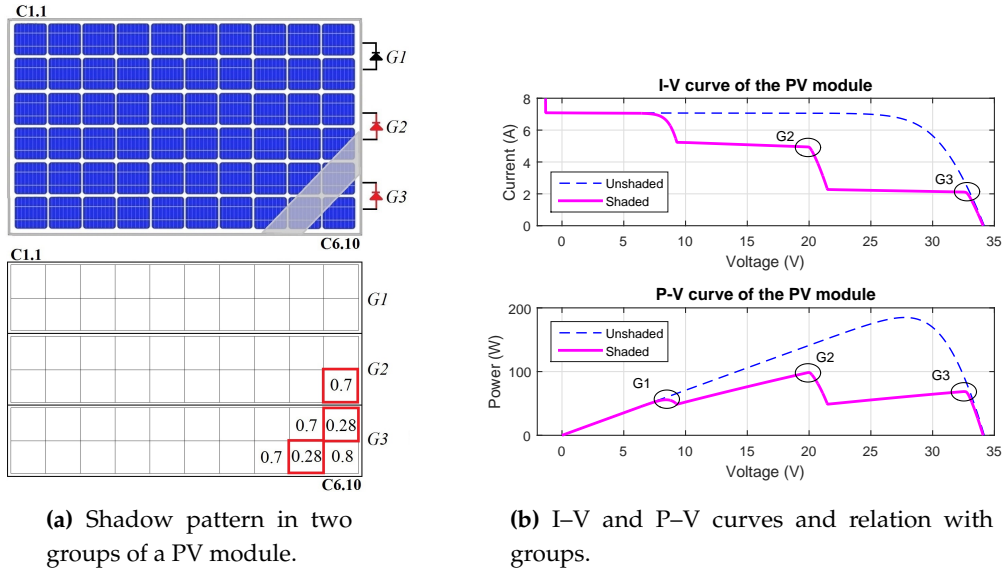 C1.1
G1
G2
G3
C6.10
C1.1
G1
G2
0.7
0.7 0.28
G3
0.7 0.28 0.8
C6.10
(a) Shadow pattern in two
groups of a PV module.
I-V curve of the PV module
Current (A)
8
6
4
2
0
G2
G3
Unshaded
Shaded
0 5 10 15 20 25 30 35
Voltage (V)
P-V curve of the PV module
Power (W)
200
100
0
Unshaded
Shaded
G1
G2
G3
0 5 10 15 20 25 30 35
Voltage (V)
(b) I–V and P–V curves and relation with
groups.